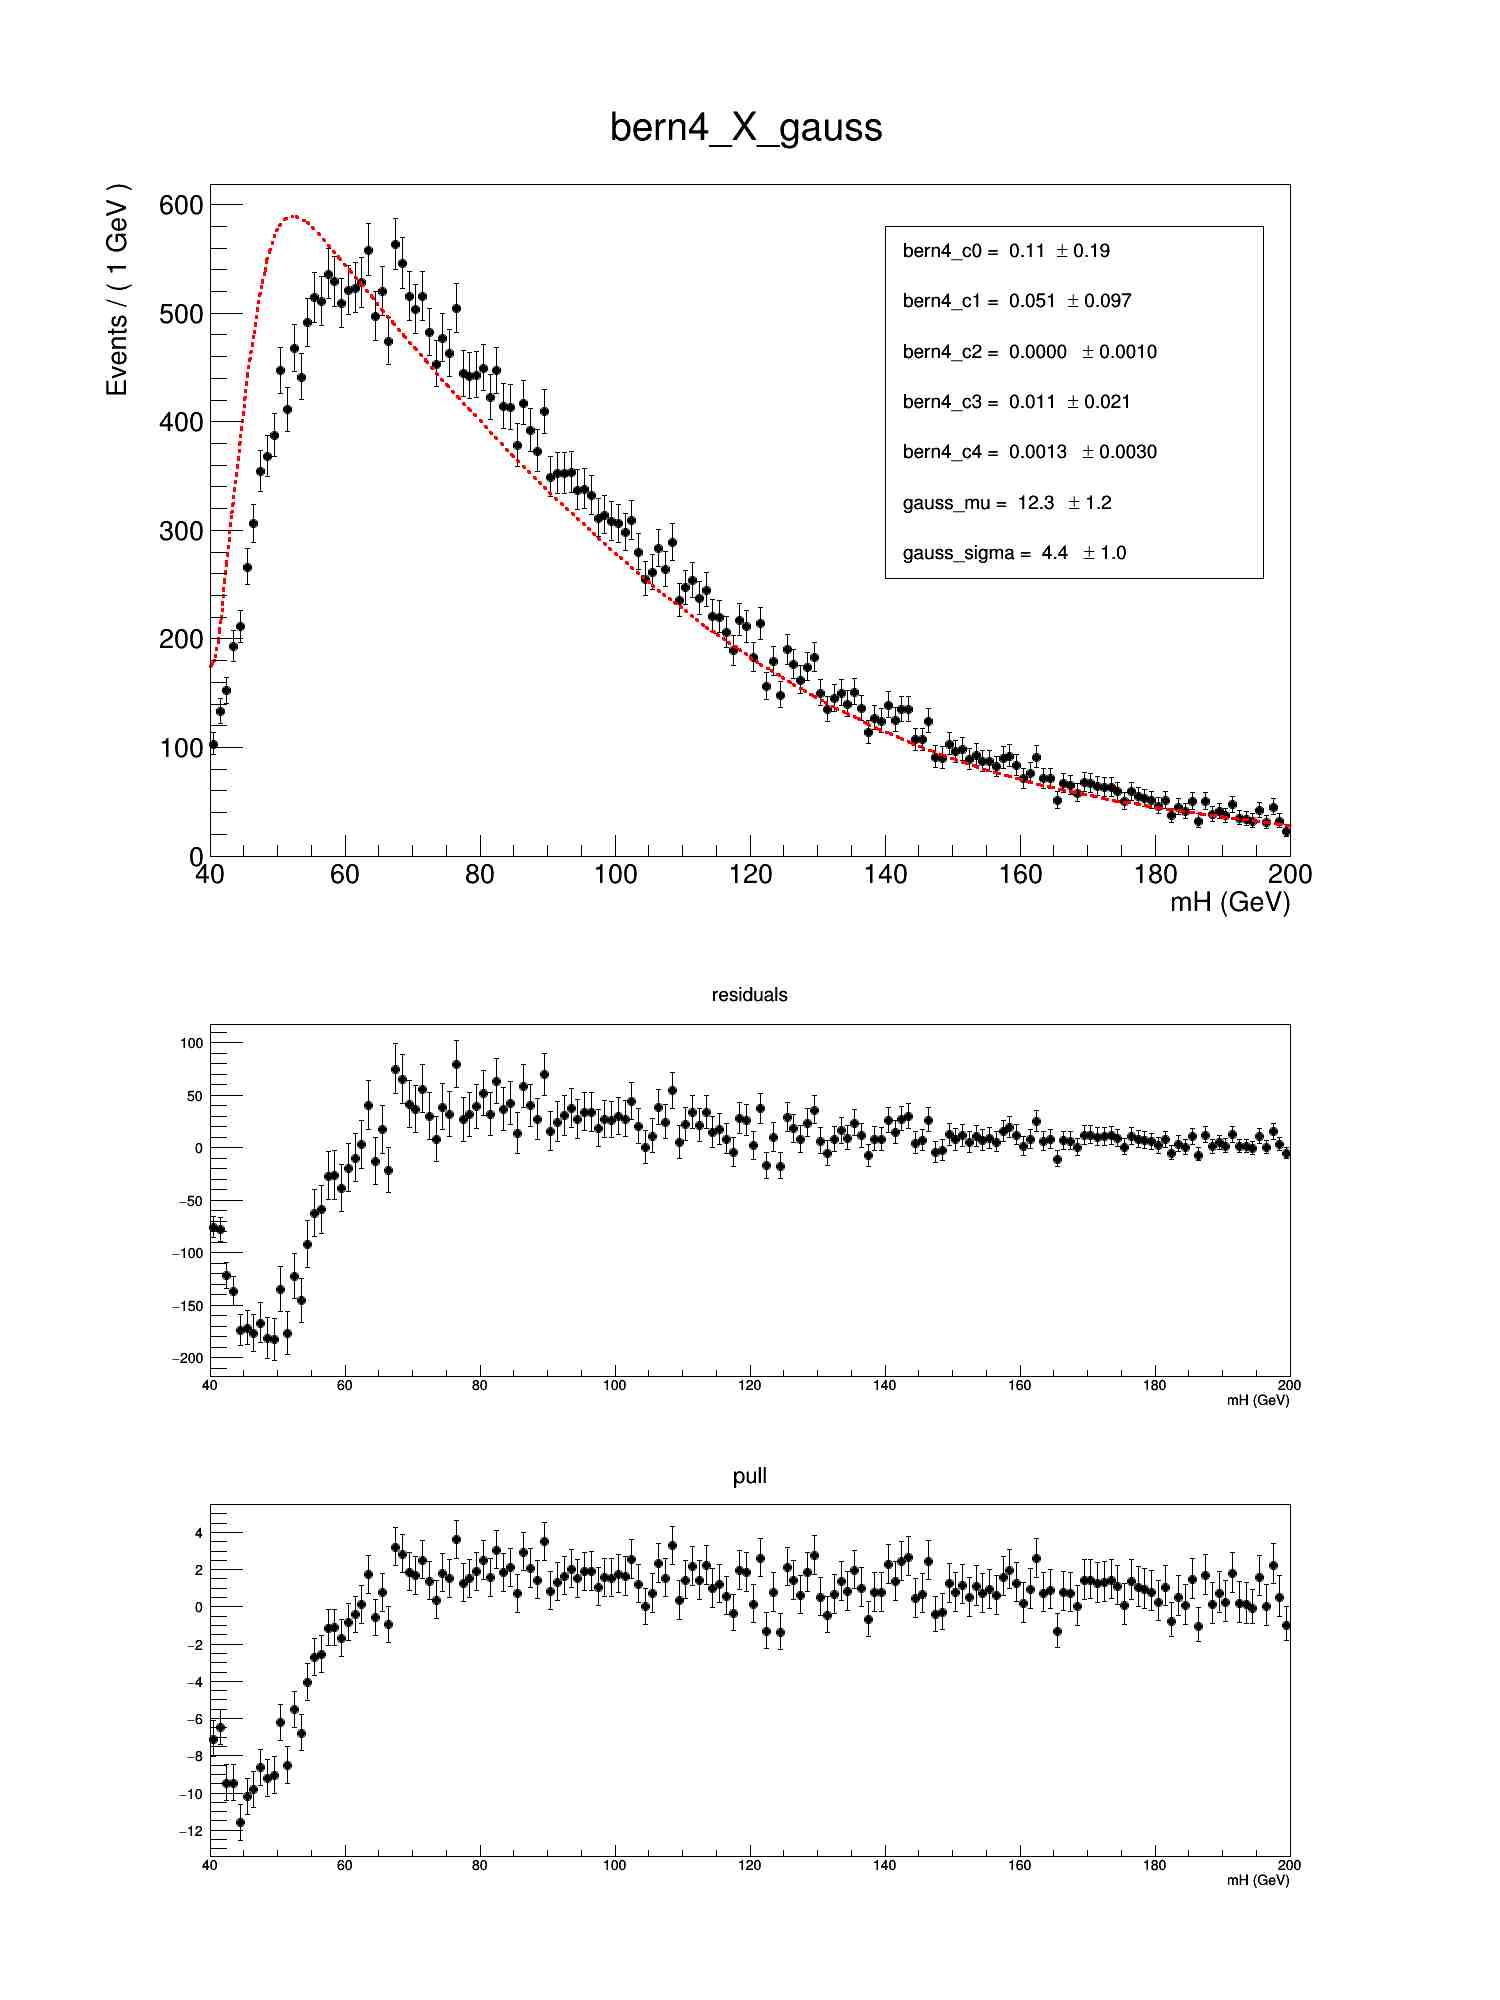 bern4_X_gauss
Events / ( 1 GeV )
600
500
400
300
200
100
0
bern4_c0 = 0.11 ± 0.19
bern4_c1 = 0.051 ± 0.097
bern4_c2 = 0.0000 ± 0.0010
bern4_c3 = 0.011 ± 0.021
bern4_c4 = 0.0013 ± 0.0030
gauss_mu = 12.3 ± 1.2
gauss_sigma = 4.4 ± 1.0
40 60 80 100 120 140 160 180 200
mH (GeV)
residuals
100
50
0
−50
−100
−150
−200
40 60 80 100 120 140 160 180 200
mH (GeV)
pull
4
2
0
−2
−4
−6
−8
−10
−12
40 60 80 100 120 140 160 180 200
mH (GeV)